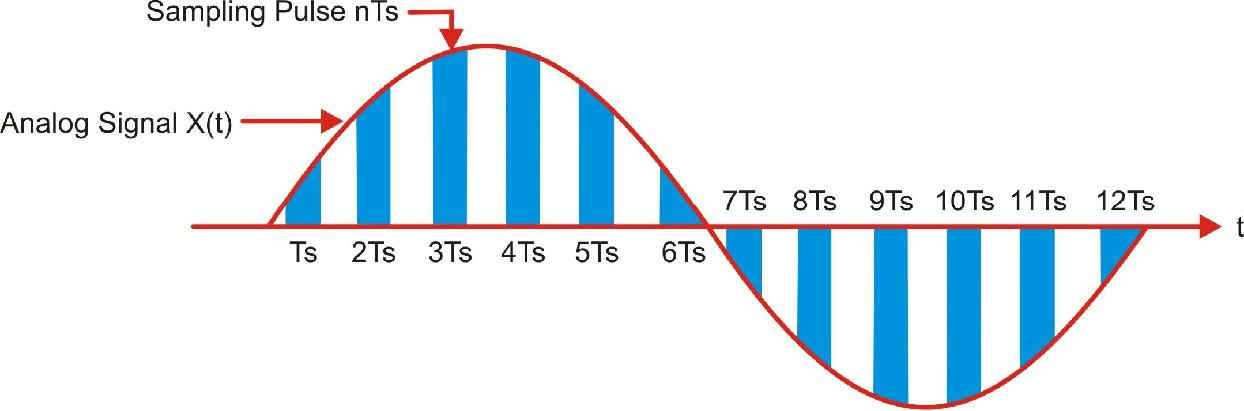 Sampling Pulse nTs
Analog Signal X(t)
7Ts 8Ts 9Ts 10Ts 11Ts 12Ts
t
Ts 2Ts 3Ts 4Ts 5Ts 6Ts